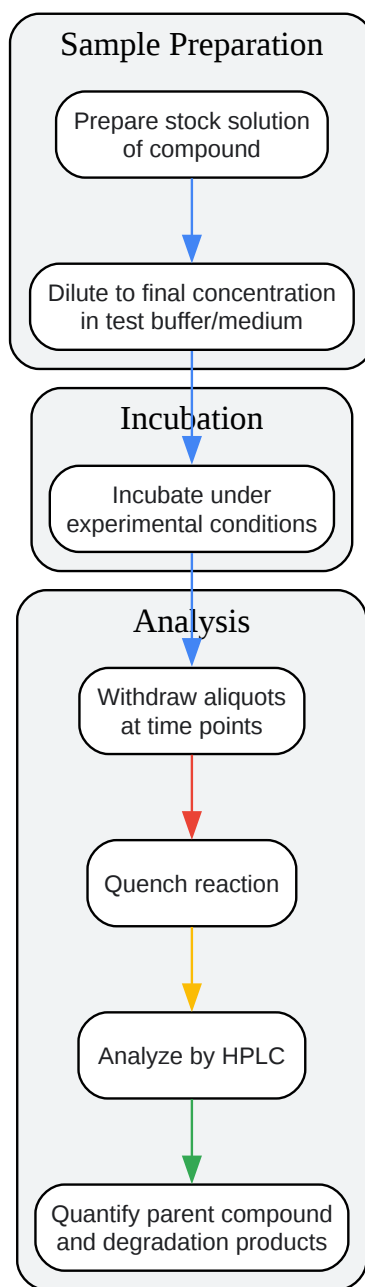 Sample Preparation
Prepare stock solution
of compound
Dilute to final concentration
in test buffer/medium
Incubation
Incubate under
experimental conditions
Analysis
Withdraw aliquots
at time points
Quench reaction
Analyze by HPLC
Quantify parent compound
and degradation products